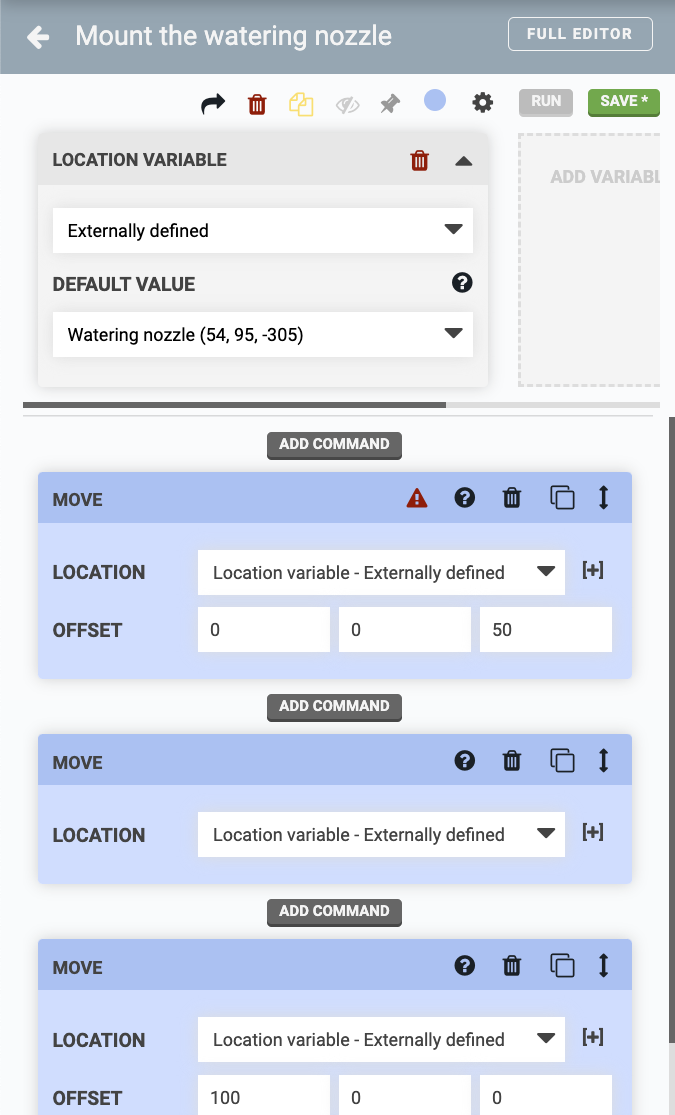 Mount the watering nozzle FULL EDITOR
RUN SAVE *
LOCATION VARIABLE
ADD VARIABL
Externally defined
DEFAULT VALUE
Watering nozzle (54, 95, -305)
ADD COMMAND
MOVE
LOCATION Location variable - Externally defined [+]
OFFSET 0 0 50
ADD COMMAND
MOVE
LOCATION Location variable - Externally defined [+]
ADD COMMAND
MOVE
LOCATION Location variable - Externally defined [+]
OFFSET 100 0 0